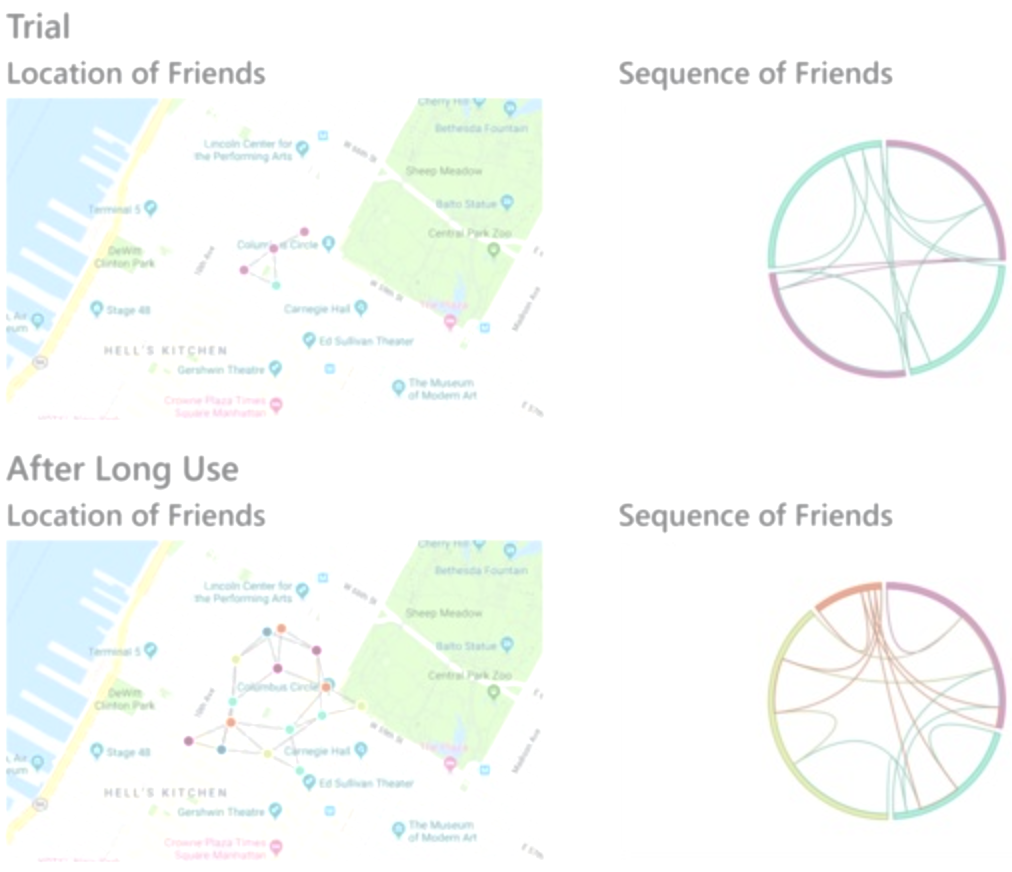 Trial
Location of Friends
Sequence of Friends
Cherry Hill
Bethesda Fountain
Lincoln Center for
the Performing Arts
W 66th St
Sheep Meadow
Terminal 5
Balto Statue
DeWitt
Clinton Park
10th Ave
Columbus Circle
Central Park Zoo
Stage 48
Carnegie Hall
W 59th St
The Plaza
Madison Ave
HELL'S KITCHEN
Ed Sullivan Theater
Gershwin Theatre
The Museum
of Modern Art
Crowne Plaza Times
Square Manhattan
E 57th
After Long Use
Location of Friends
Sequence of Friends
Cherry Hill
Bethesda Fountain
Lincoln Center for
the Performing Arts
W 66th St
Sheep Meadow
Terminal 5
Balto Statue
DeWitt
Clinton Park
10th Ave
Columbus Circle
Central Park Zoo
Stage 48
Carnegie Hall
W 59th St
The Plaza
Madison Ave
HELL'S KITCHEN
Ed Sullivan Theater
Gershwin Theatre
The Museum
of Modern Art
Crowne Plaza Times
Square Manhattan
E 57th